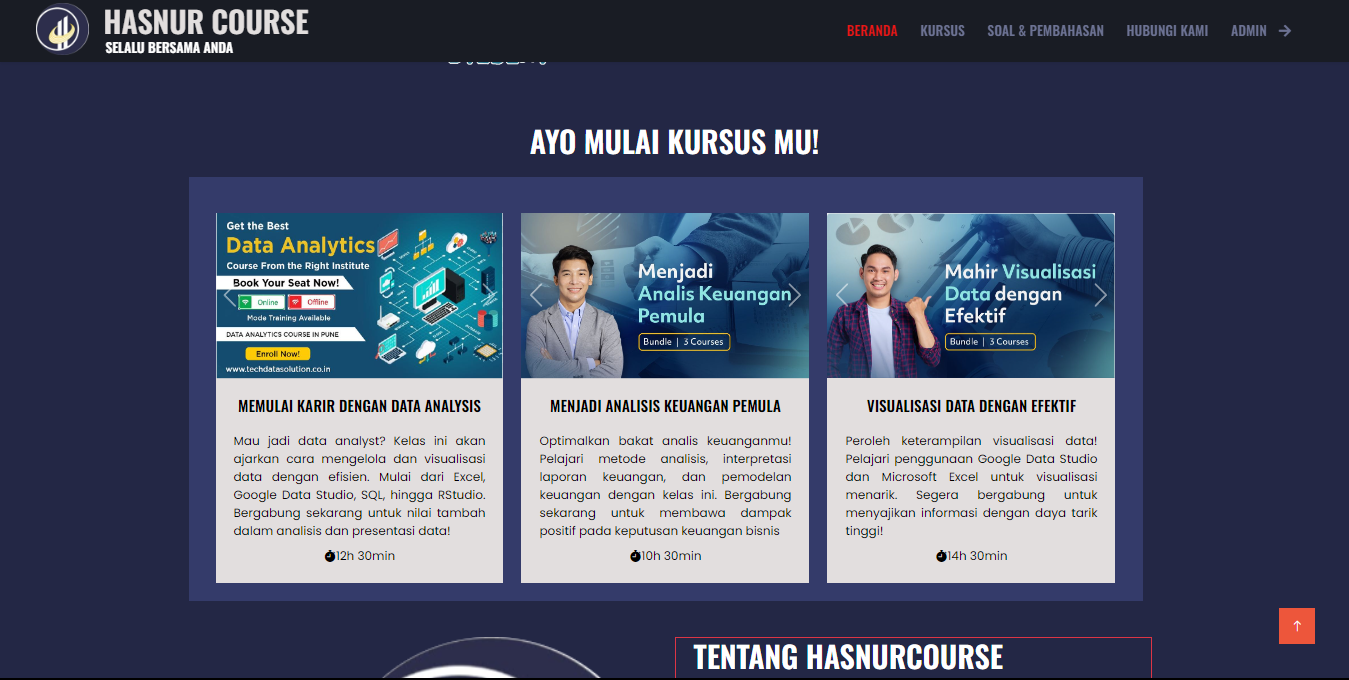 HASNUR COURSE
SELALU BERSAMA ANDA
BERANDA KURSUS SOAL & PEMBAHASAN HUBUNGI KAMI ADMIN
AYO MULAI KURSUS MU!
Get the Best
Data Analytics
Course From the Right Institute
Book Your Seat Now!
Online Offline
Mode Training Available
DATA ANALYTICS COURSE IN PUNE
Enroll Now!
www.techdatasolution.co.in
MEMULAI KARIR DENGAN DATA ANALYSIS
Mau jadi data analyst? Kelas ini akan
ajarkan cara mengelola dan visualisasi
data dengan efisien. Mulai dari Excel,
Google Data Studio, SQL, hingga RStudio.
Bergabung sekarang untuk nilai tambah
dalam analisis dan presentasi data!
12h 30min
Menjadi
Analis Keuangan
Pemula
Bundle | 3 Courses
MENJADI ANALISIS KEUANGAN PEMULA
Optimalkan bakat analis keuanganmu!
Pelajari metode analisis, interpretasi
laporan keuangan, dan pemodelan
keuangan dengan kelas ini. Bergabung
sekarang untuk membawa dampak
positif pada keputusan keuangan bisnis
10h 30min
Mahir Visualisasi
Data dengan
Efektif
Bundle | 3 Courses
VISUALISASI DATA DENGAN EFEKTIF
Peroleh keterampilan visualisasi data!
Pelajari penggunaan Google Data Studio
dan Microsoft Excel untuk visualisasi
menarik. Segera bergabung untuk
menyajikan informasi dengan daya tarik
tinggi!
14h 30min
TENTANG HASNURCOURSE